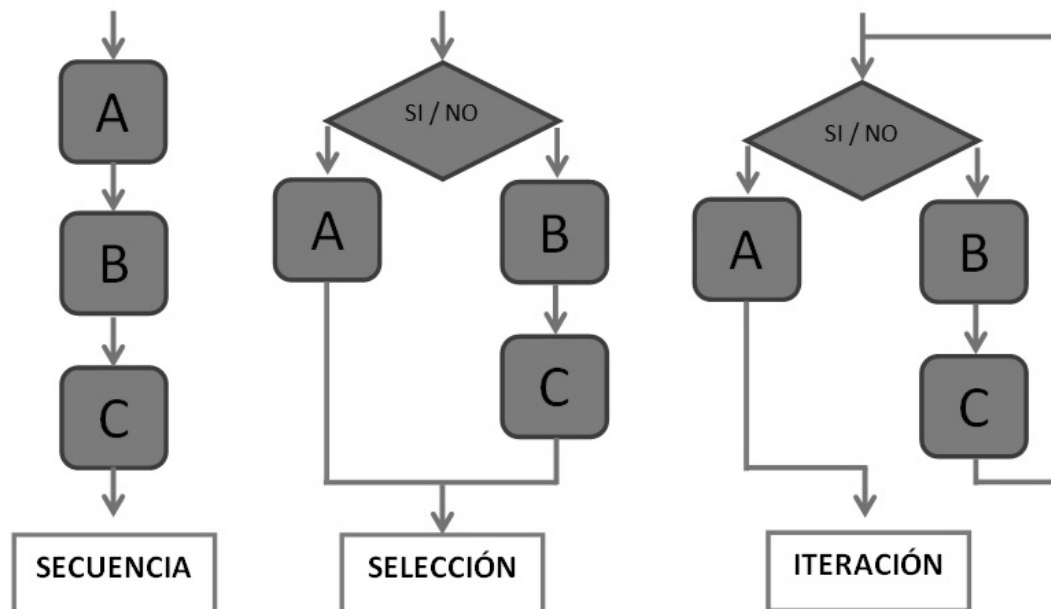 A
B
C
SECUENCIA
SI / NO
A
B
C
SELECCIÓN
SI / NO
A
B
C
ITERACIÓN